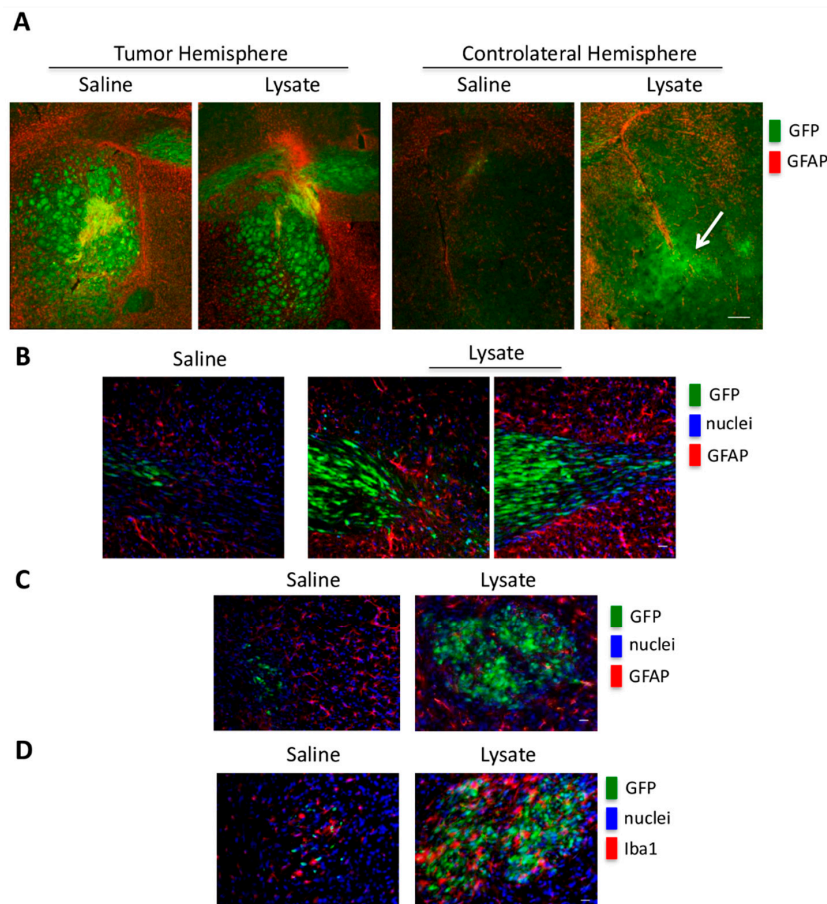 A
Tumor Hemisphere
Controlateral Hemisphere
Saline
Lysate
Saline
Lysate
GFP
GFAP
B
Saline
Lysate
GFP
nuclei
GFAP
C
Saline
Lysate
GFP
nuclei
GFAP
D
Saline
Lysate
GFP
nuclei
Iba1